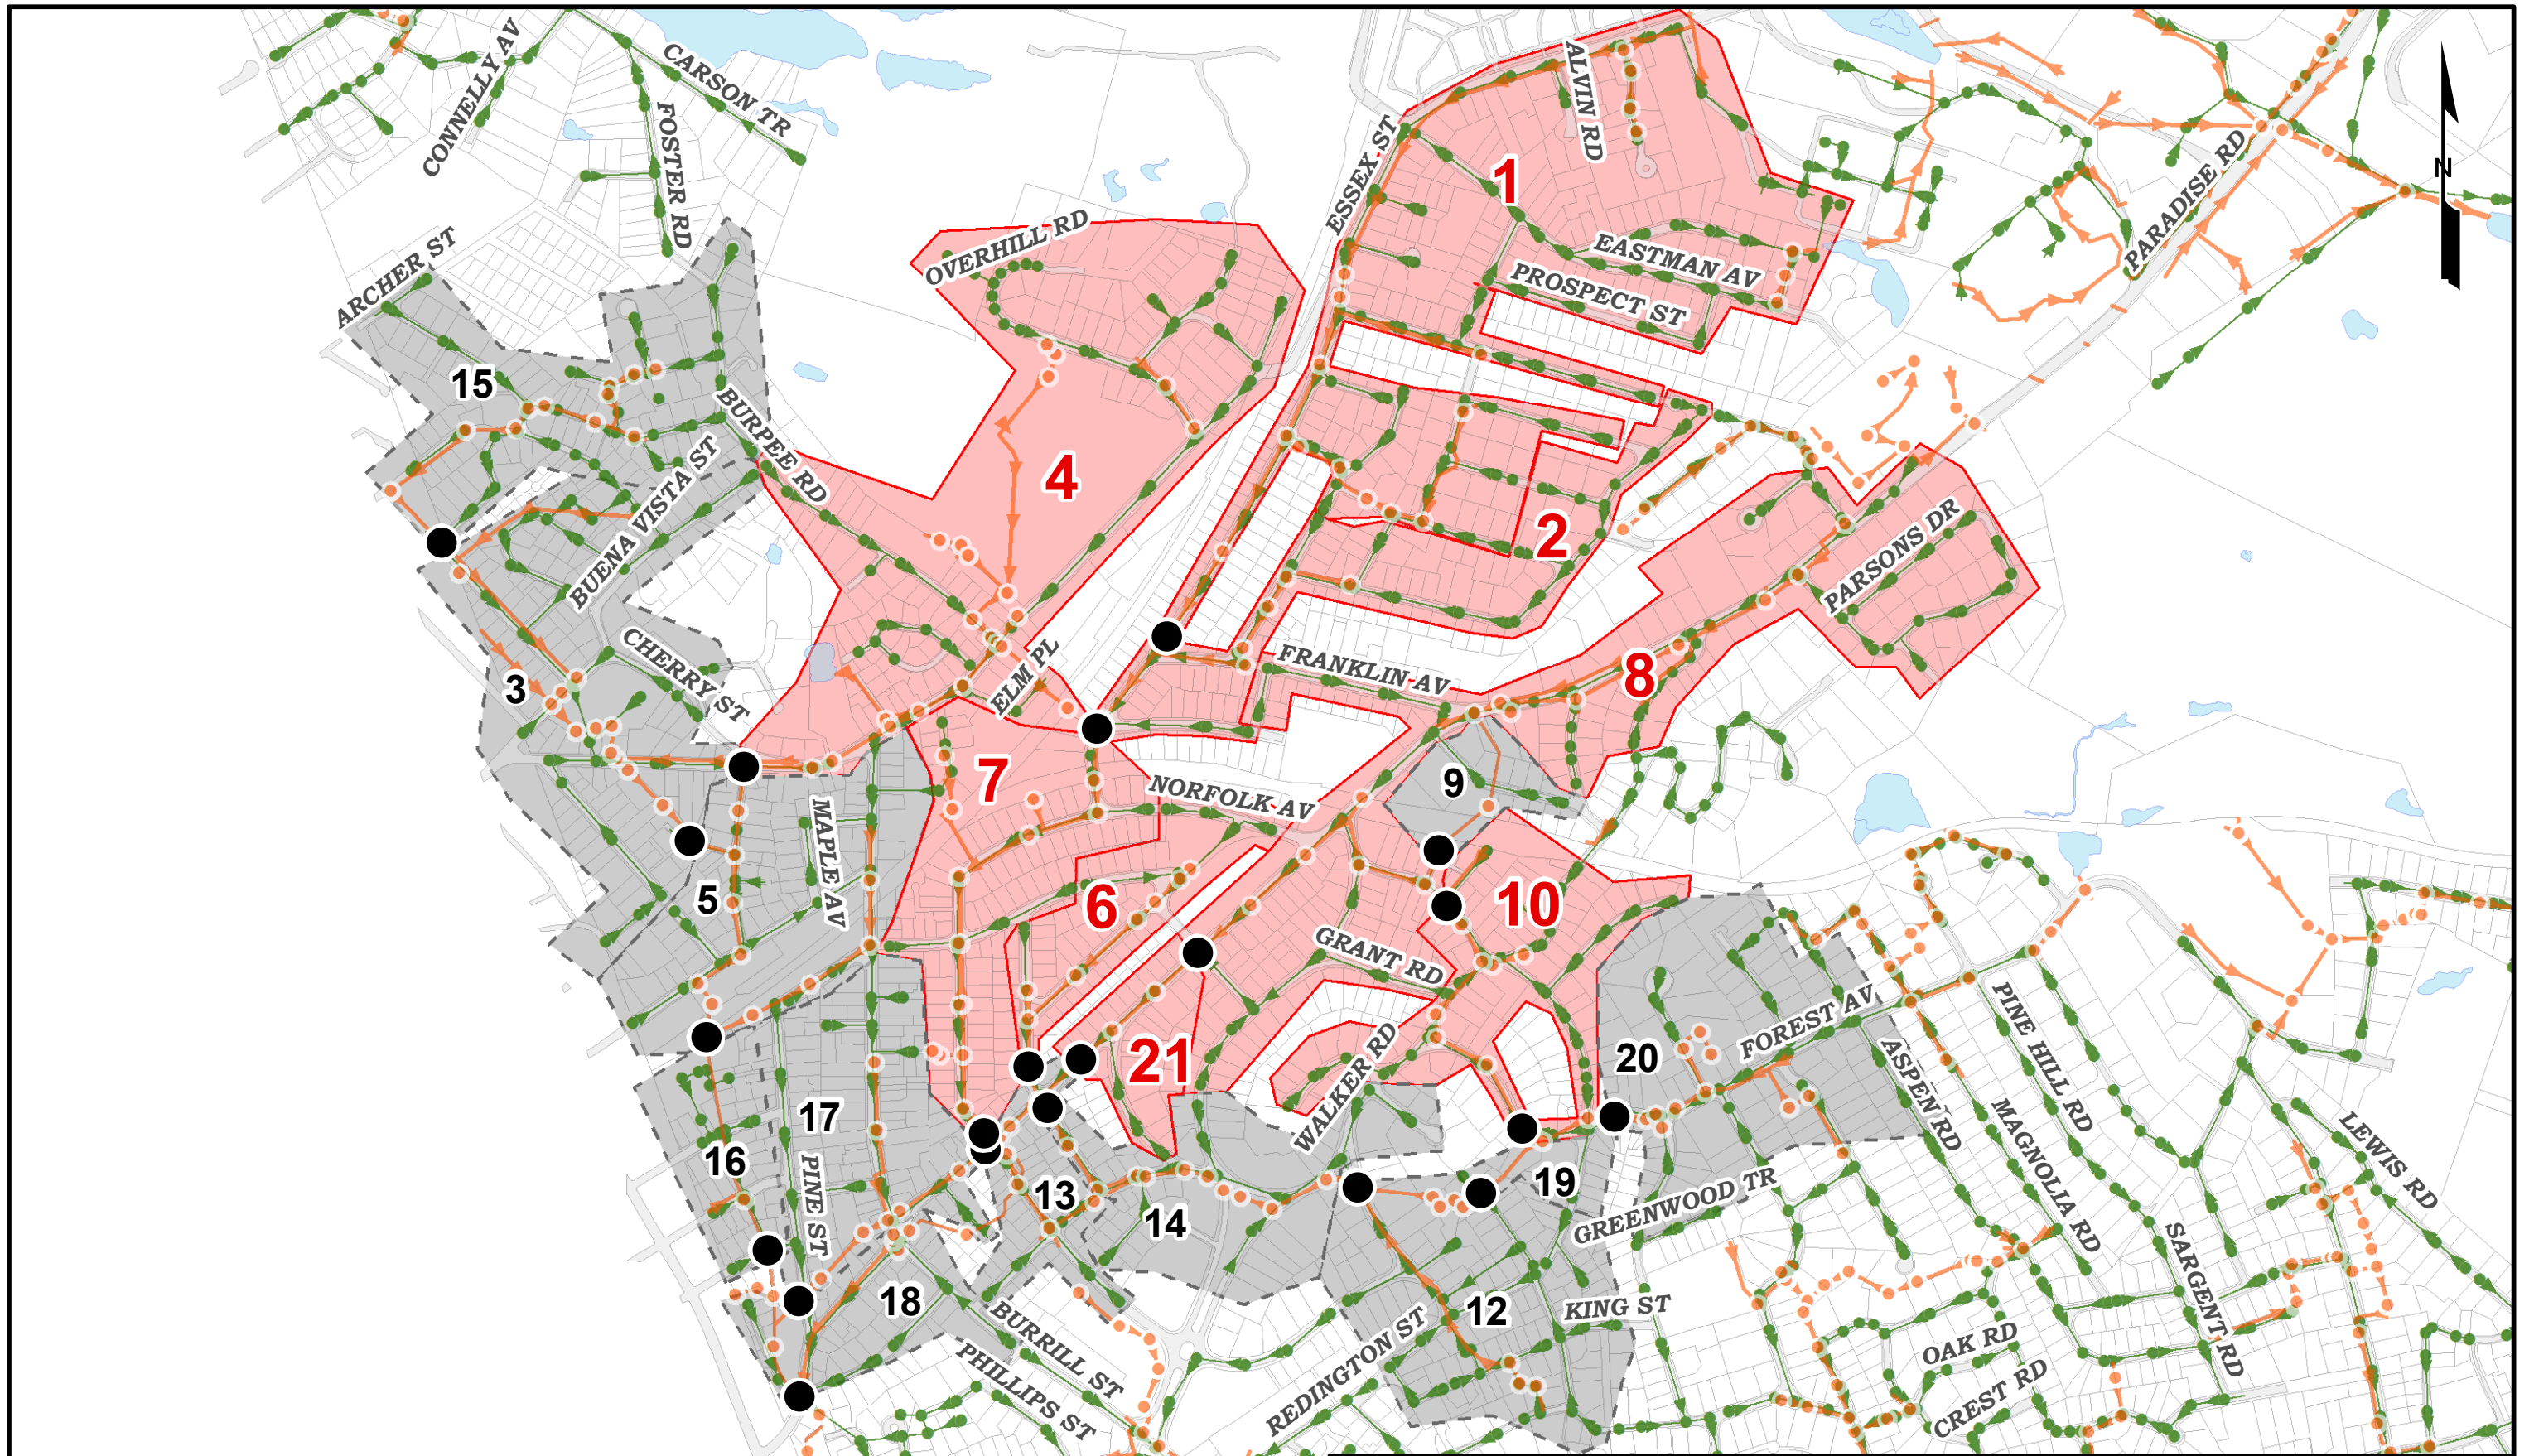 CONNELLY AV
CARSON TR
FOSTER RD
ALVIN RD
ESSEX ST
1
N
PARADISE RD
OVERHILL RD
EASTMAN AV
PROSPECT ST
ARCHER ST
15
BURPEE RD
BUENA VISTA ST
4
2
PARSONS DR
CHERRY ST
3
ELM PL
FRANKLIN AV
8
7
NORFOLK AV
9
MAPLE AV
5
6
10
GRANT RD
21
WALKER RD
20
FOREST AV
ASPEN RD
PINE HILL RD
MAGNOLIA RD
LEWIS RD
17
16
PINE ST
13
14
19
GREENWOOD TR
SARGENT RD
18
BURRILL ST
PHILLIPS ST
REDINGTON ST
12
KING ST
OAK RD
CREST RD